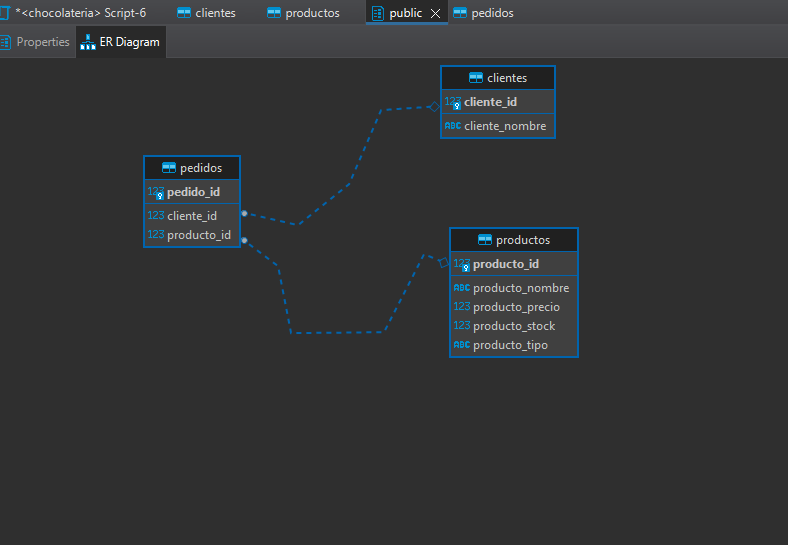 *<chocolateria> Script-6 clientes productos public pedidos
Properties ER Diagram
clientes
123 cliente_id
ABC cliente_nombre
pedidos
123 pedido_id
123 cliente_id
123 producto_id
productos
123 producto_id
ABC producto_nombre
123 producto_precio
123 producto_stock
ABC producto_tipo